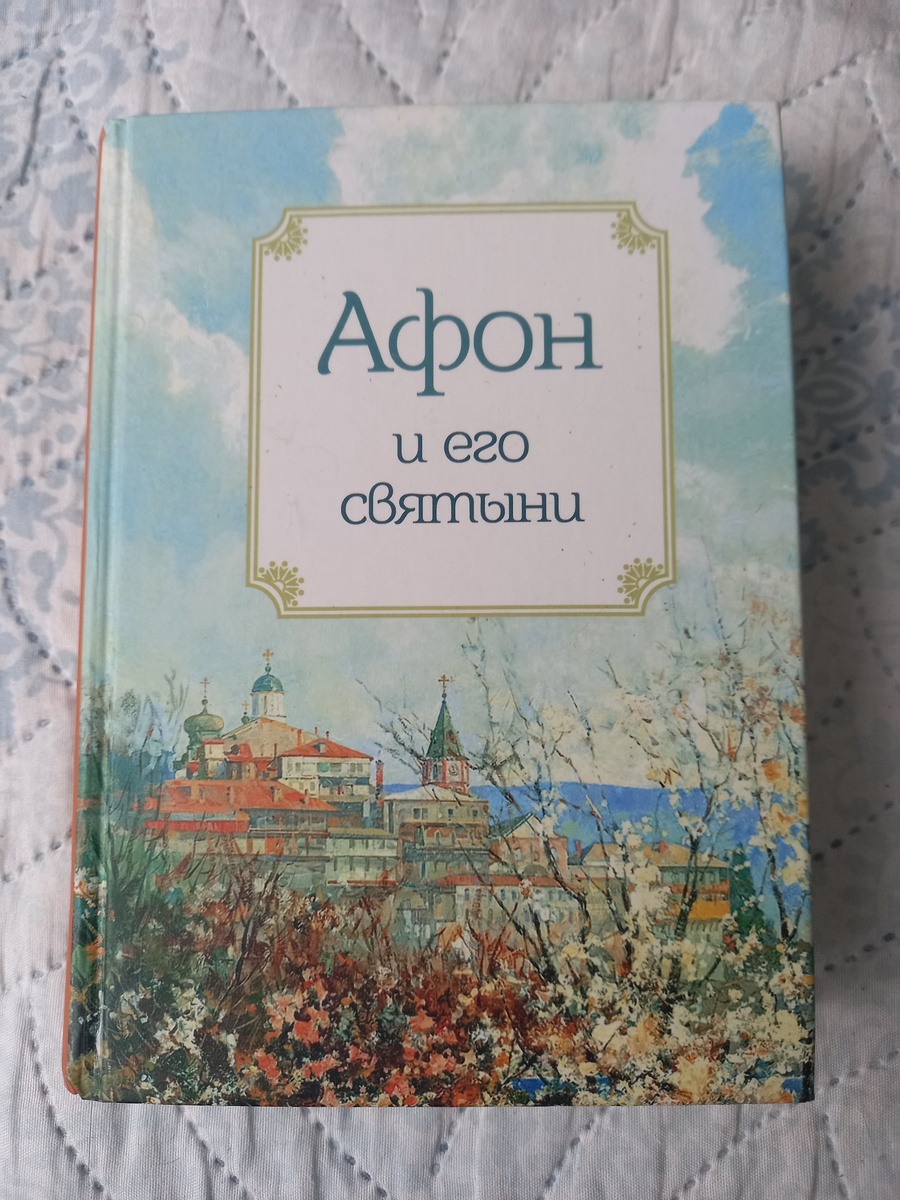 Афон
и его
святыни